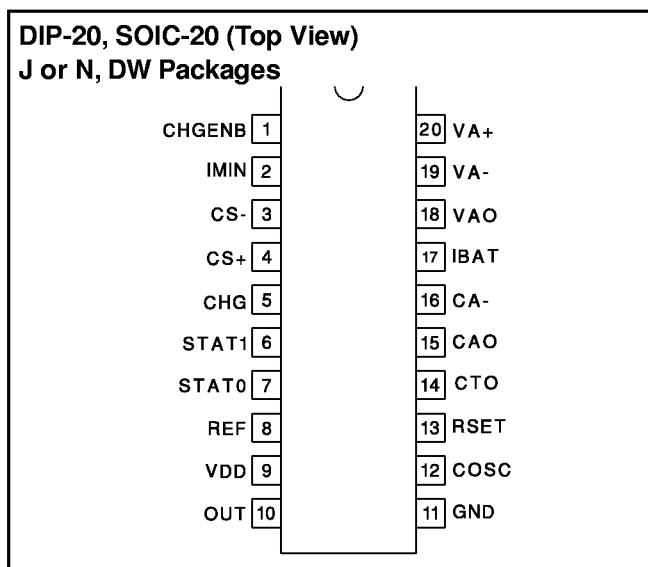 DIP-20, SOIC-20 (Top View)
J or N, DW Packages
CHGENB 1 20 VA+
IMIN 2 19 VA-
CS- 3 18 VAO
CS+ 4 17 IBAT
CHG 5 16 CA-
STAT1 6 15 CAO
STAT0 7 14 CTO
REF 8 13 RSET
VDD 9 12 COSC
OUT 10 11 GND